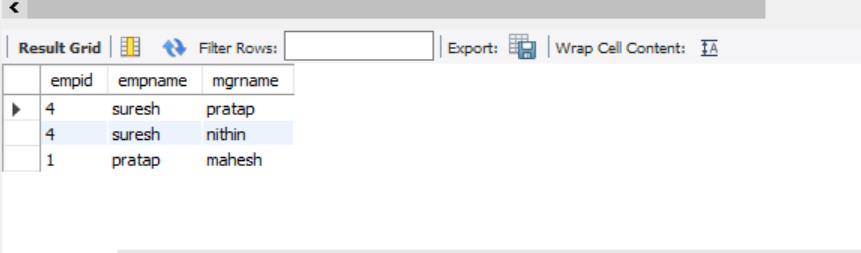 Result Grid Filter Rows: Export: Wrap Cell Content: IA
empid empname mgrname
4 suresh pratap
4 suresh nithin
1 pratap mahesh